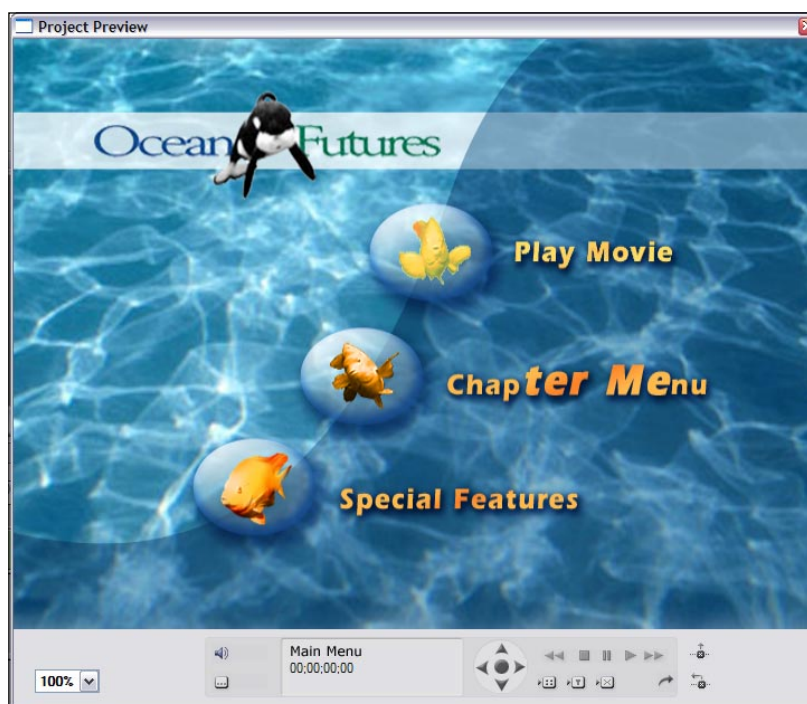 Project Preview
Ocean Futures
Play Movie
Chapter Menu
Special Features
Main Menu
00;00;00;00
100%